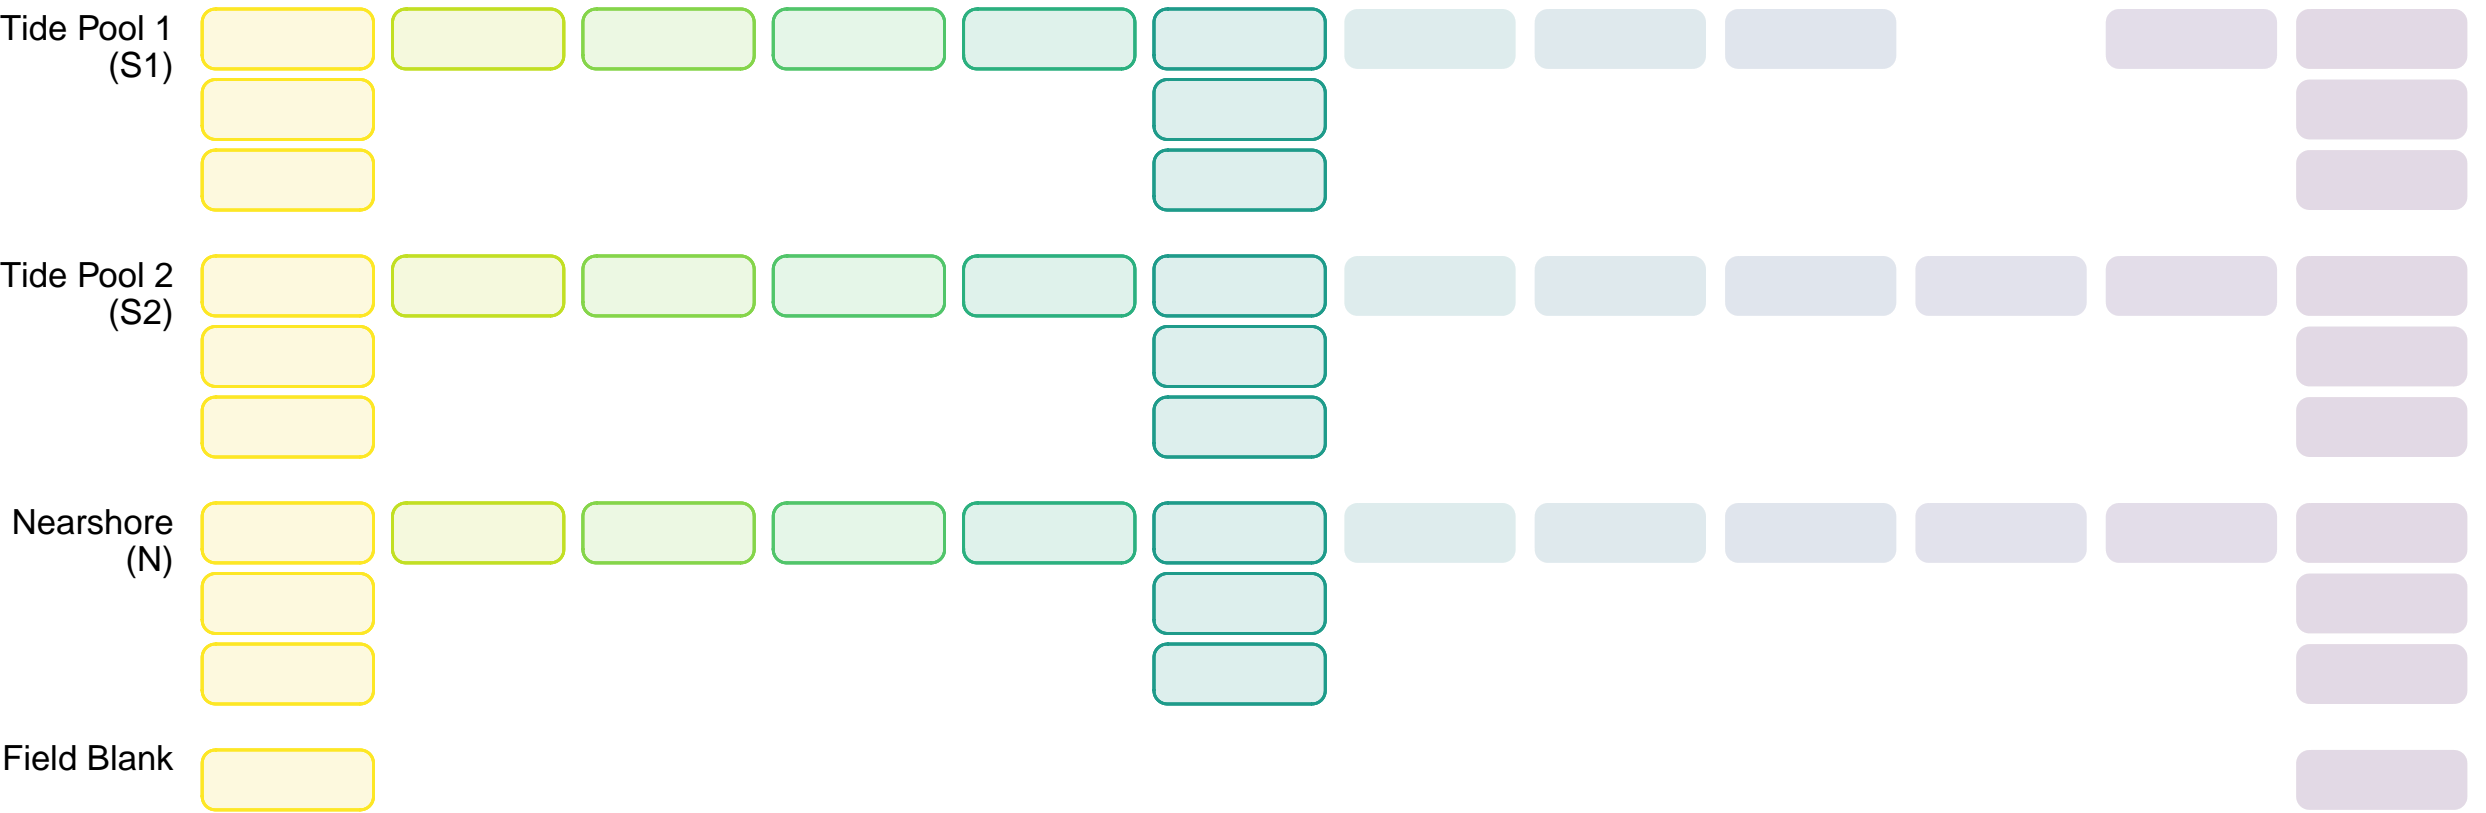 Tide Pool 1
(S1)
Tide Pool 2
(S2)
Nearshore
(N)
Field Blank